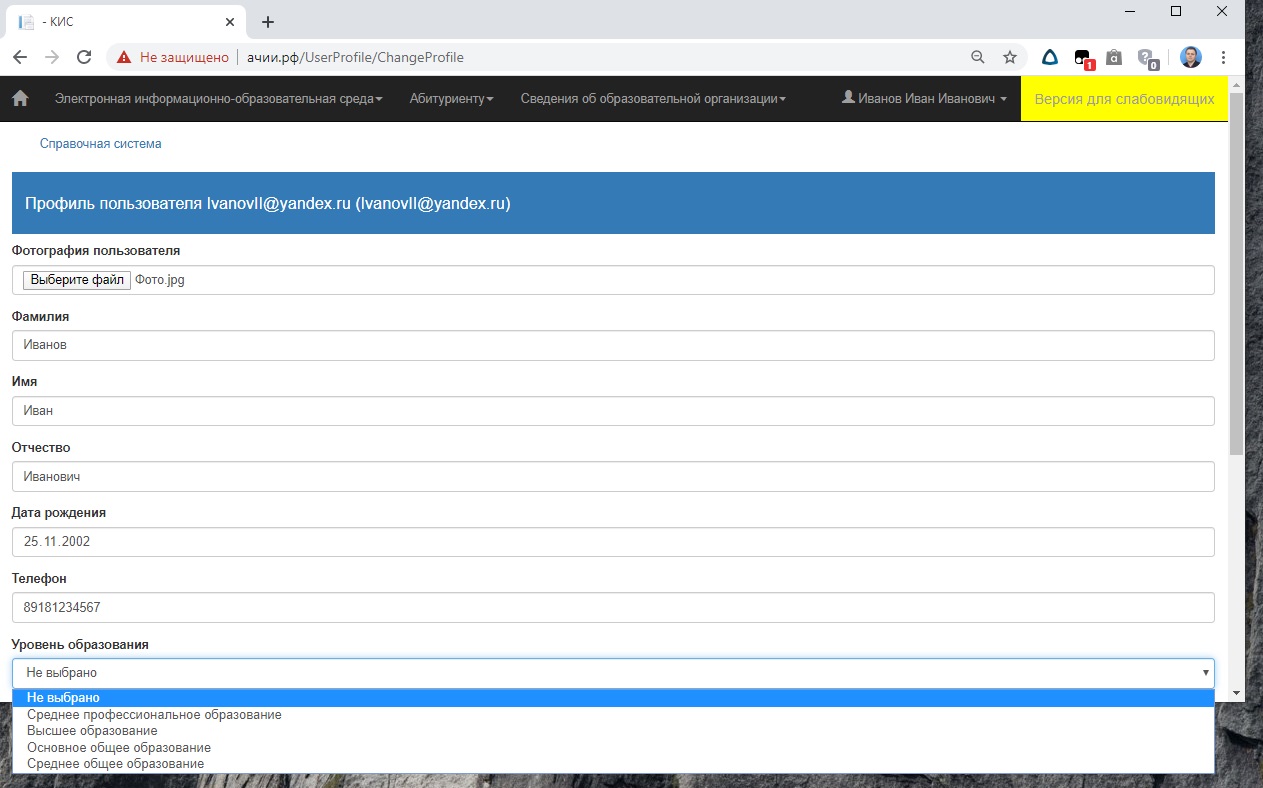 - КИС
Не защищено
ачии.рф/UserProfile/ChangeProfile
1
a
0
Электронная информационно-образовательная среда
Абитуриенту
Сведения об образовательной организации
Иванов Иван Иванович
Версия для слабовидящих
Справочная система
Профиль пользователя IvanovII@yandex.ru (IvanovII@yandex.ru)
Фотография пользователя
Выберите файл Фото.jpg
Фамилия
Иванов
Имя
Иван
Отчество
Иванович
Дата рождения
25.11.2002
Телефон
89181234567
Уровень образования
Не выбрано
Не выбрано
Среднее профессиональное образование
Высшее образование
Основное общее образование
Среднее общее образование